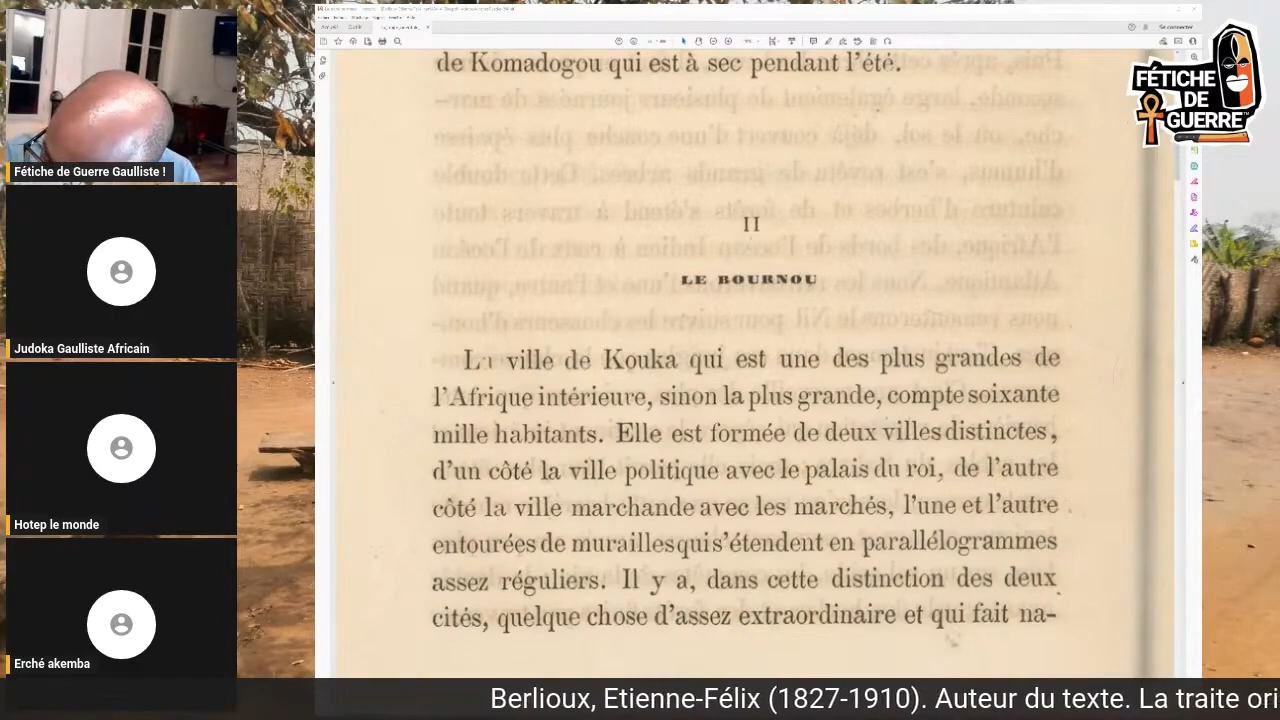 Fétiche de Guerre Gaulliste !
Judoka Gaulliste Africain
Hotep le monde
Erché akemba
Se connecter
FÉTICHE
DE
GUERRE
de Komadogou qui est à sec pendant l'été.
II
LE BOURNOU
La ville de Kouka qui est une des plus grandes de
l'Afrique intérieure, sinon la plus grande, compte soixante
mille habitants. Elle est formée de deux villes distinctes,
d'un côté la ville politique avec le palais du roi, de l'autre
côté la ville marchande avec les marchés, l'une et l'autre
entourées de murailles qui s'étendent en parallélogrammes
assez réguliers. Il y a, dans cette distinction des deux
cités, quelque chose d'assez extraordinaire et qui fait na-
Berlioux, Etienne-Félix (1827-1910). Auteur du texte. La traite ori